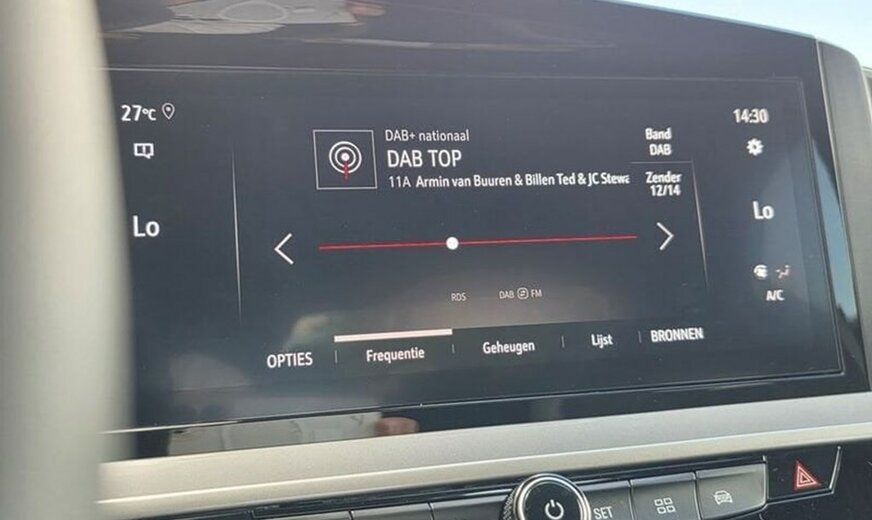 27°C
14:30
DAB+ nationaal
DAB TOP
11A Armin van Buuren & Billen Ted & JC Stewa
Band
DAB
Zender
12/14
Lo
Lo
A/C
RDS
DAB FM
OPTIES
Frequentie
Geheugen
Lijst
BRONNEN
SET